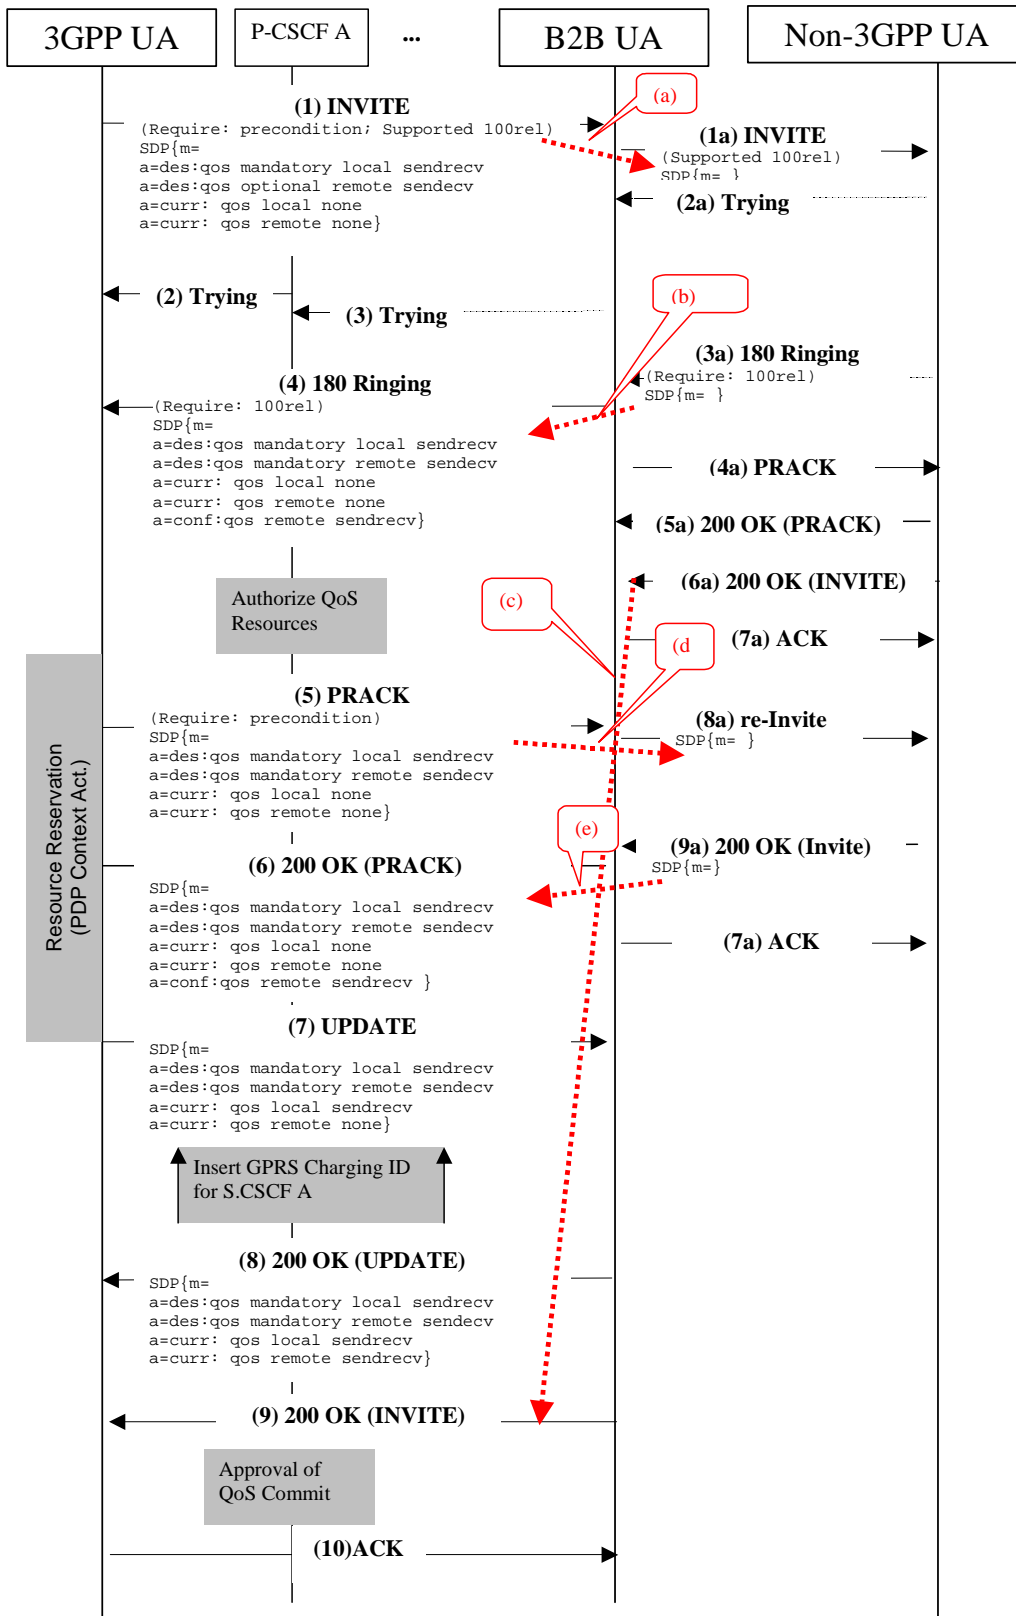 3GPP UA
P-CSCF A
...
B2B UA
Non-3GPP UA
(a)
(1) INVITE
(Require: precondition; Supported 100rel)
SDP{m=
a=des:qos mandatory local sendrecv
a=des:qos optional remote sendecv
a=curr: qos local none
a=curr: qos remote none}
(1a) INVITE
(Supported 100rel)
SDP{m= }
(2a) Trying
(2) Trying
(3) Trying
(b)
(3a) 180 Ringing
(Require: 100rel)
SDP{m= }
(4) 180 Ringing
(Require: 100rel)
SDP{m=
a=des:qos mandatory local sendrecv
a=des:qos mandatory remote sendecv
a=curr: qos local none
a=curr: qos remote none
a=conf:qos remote sendrecv}
(4a) PRACK
(5a) 200 OK (PRACK)
(6a) 200 OK (INVITE)
Authorize QoS
Resources
(c)
(7a) ACK
(d
Resource Reservation
(PDP Context Act.)
(5) PRACK
(Require: precondition)
SDP{m=
a=des:qos mandatory local sendrecv
a=des:qos mandatory remote sendecv
a=curr: qos local none
a=curr: qos remote none}
(8a) re-Invite
SDP{m= }
(e)
(9a) 200 OK (Invite)
SDP{m=}
(6) 200 OK (PRACK)
SDP{m=
a=des:qos mandatory local sendrecv
a=des:qos mandatory remote sendecv
a=curr: qos local none
a=curr: qos remote none
a=conf:qos remote sendrecv }
(7a) ACK
(7) UPDATE
SDP{m=
a=des:qos mandatory local sendrecv
a=des:qos mandatory remote sendecv
a=curr: qos local sendrecv
a=curr: qos remote none}
Insert GPRS Charging ID
for S.CSCF A
(8) 200 OK (UPDATE)
SDP{m=
a=des:qos mandatory local sendrecv
a=des:qos mandatory remote sendecv
a=curr: qos local sendrecv
a=curr: qos remote sendrecv}
(9) 200 OK (INVITE)
Approval of
QoS Commit
(10)ACK